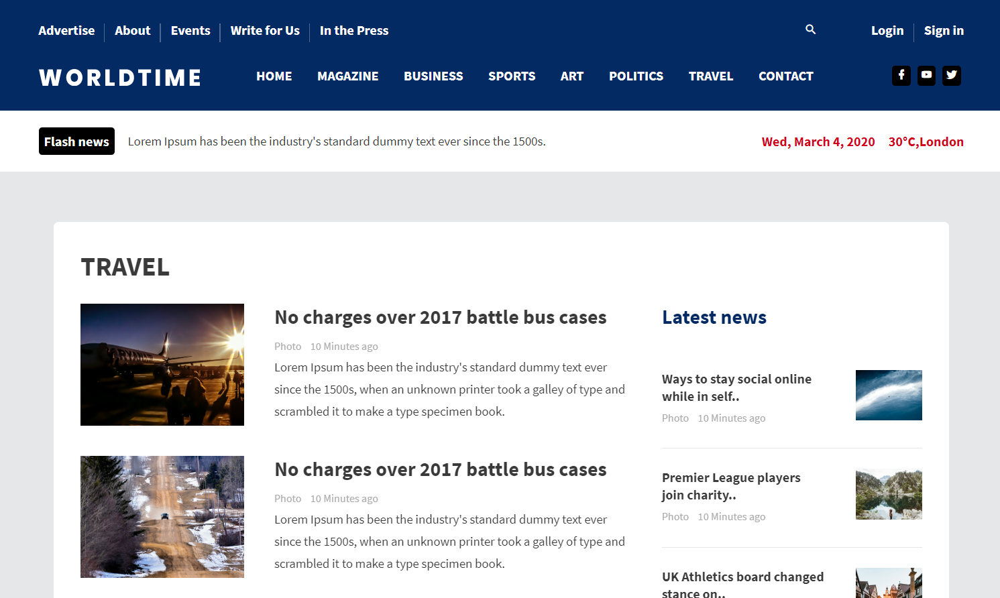 Advertise About Events Write for Us In the Press Login Sign in
WORLDTIME HOME MAGAZINE BUSINESS SPORTS ART POLITICS TRAVEL CONTACT
Flash news Lorem Ipsum has been the industry's standard dummy text ever since the 1500s. Wed, March 4, 2020 30°C,London
TRAVEL
No charges over 2017 battle bus cases
Photo 10 Minutes ago
Lorem Ipsum has been the industry's standard dummy text ever
since the 1500s, when an unknown printer took a galley of type and
scrambled it to make a type specimen book.
No charges over 2017 battle bus cases
Photo 10 Minutes ago
Lorem Ipsum has been the industry's standard dummy text ever
since the 1500s, when an unknown printer took a galley of type and
scrambled it to make a type specimen book.
Latest news
Ways to stay social online
while in self..
Photo 10 Minutes ago
Premier League players
join charity..
Photo 10 Minutes ago
UK Athletics board changed
stance on..